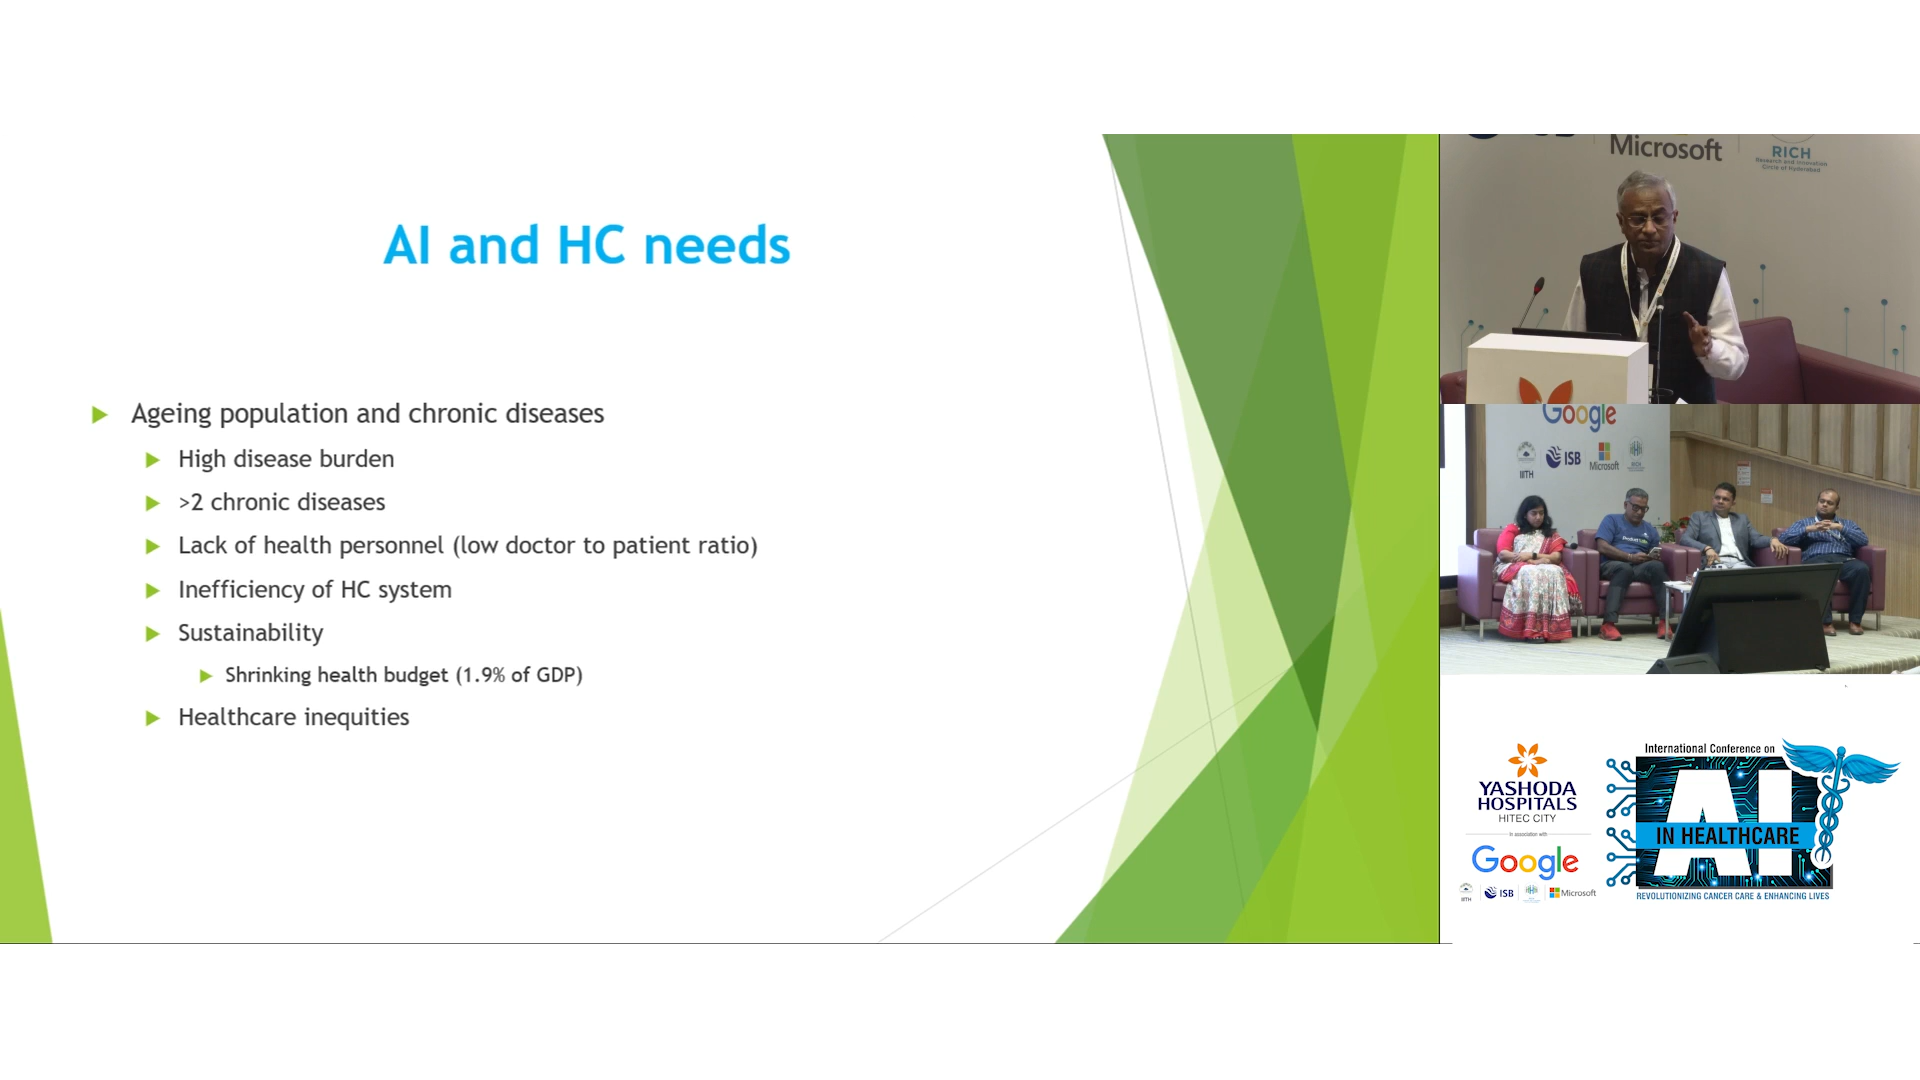 AI and HC needs
Ageing population and chronic diseases
High disease burden
>2 chronic diseases
Lack of health personnel (low doctor to patient ratio)
Inefficiency of HC system
Sustainability
Shrinking health budget (1.9% of GDP)
Healthcare inequities
Microsoft
RICH
Research and Innovation
Circle of Hyderabad
Google
IITH
ISB
Microsoft
RICH
YASHODA
HOSPITALS
HITEC CITY
In association with
Google
IITH
ISB
Microsoft
International Conference on
AI
IN HEALTHCARE
REVOLUTIONIZING CANCER CARE & ENHANCING LIVES